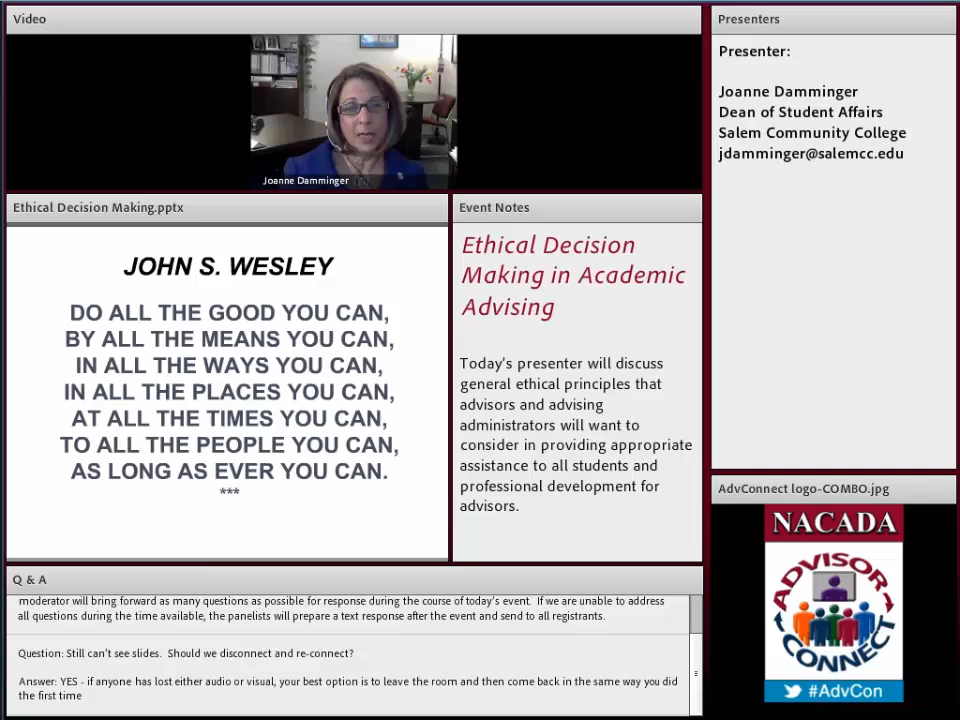 Video
Joanne Damminger
Presenters
Presenter:
Joanne Damminger
Dean of Student Affairs
Salem Community College
jdamminger@salemcc.edu
Ethical Decision Making.pptx
JOHN S. WESLEY
DO ALL THE GOOD YOU CAN,
BY ALL THE MEANS YOU CAN,
IN ALL THE WAYS YOU CAN,
IN ALL THE PLACES YOU CAN,
AT ALL THE TIMES YOU CAN,
TO ALL THE PEOPLE YOU CAN,
AS LONG AS EVER YOU CAN.
***
Event Notes
Ethical Decision
Making in Academic
Advising
Today's presenter will discuss
general ethical principles that
advisors and advising
administrators will want to
consider in providing appropriate
assistance to all students and
professional development for
advisors.
AdvConnect logo-COMBO.jpg
NACADA
ADVISOR
CONNECT
#AdvCon
Q & A
moderator will bring forward as many questions as possible for response during the course of today's event. If we are unable to address
all questions during the time available, the panelists will prepare a text response after the event and send to all registrants.
Question: Still can't see slides. Should we disconnect and re-connect?
Answer: YES - if anyone has lost either audio or visual, your best option is to leave the room and then come back in the same way you did
the first time